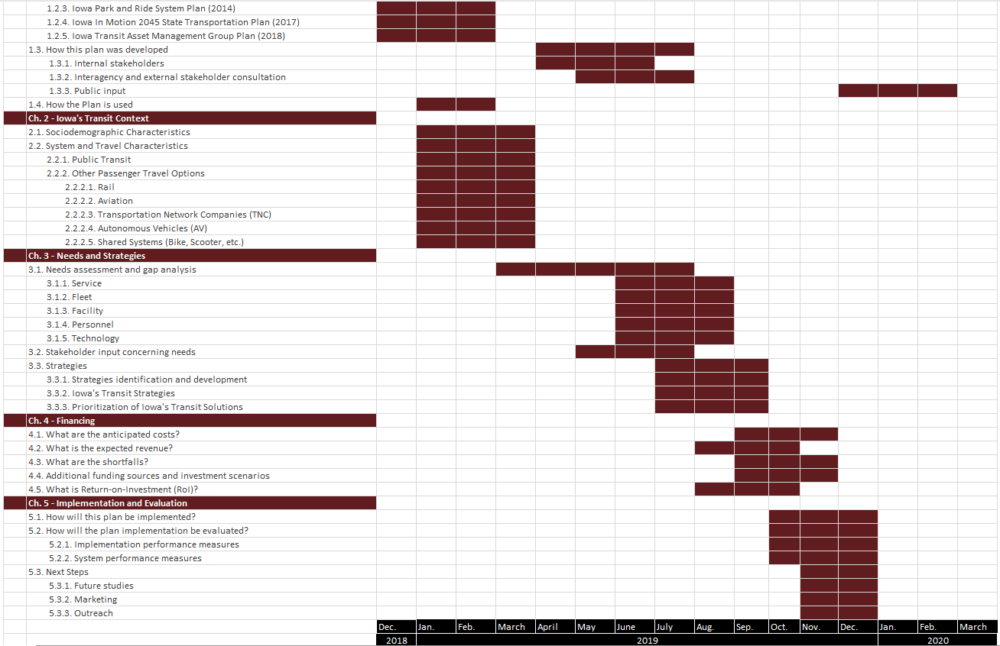 1.2.3. Iowa Park and Ride System Plan (2014)
1.2.4. Iowa In Motion 2045 State Transportation Plan (2017)
1.2.5. Iowa Transit Asset Management Group Plan (2018)
1.3. How this plan was developed
1.3.1. Internal stakeholders
1.3.2. Interagency and external stakeholder consultation
1.3.3. Public input
1.4. How the Plan is used
Ch. 2 - Iowa's Transit Context
2.1. Sociodemographic Characteristics
2.2. System and Travel Characteristics
2.2.1. Public Transit
2.2.2. Other Passenger Travel Options
2.2.2.1. Rail
2.2.2.2. Aviation
2.2.2.3. Transportation Network Companies (TNC)
2.2.2.4. Autonomous Vehicles (AV)
2.2.2.5. Shared Systems (Bike, Scooter, etc.)
Ch. 3 - Needs and Strategies
3.1. Needs assessment and gap analysis
3.1.1. Service
3.1.2. Fleet
3.1.3. Facility
3.1.4. Personnel
3.1.5. Technology
3.2. Stakeholder input concerning needs
3.3. Strategies
3.3.1. Strategies identification and development
3.3.2. Iowa's Transit Strategies
3.3.3. Prioritization of Iowa's Transit Solutions
Ch. 4 - Financing
4.1. What are the anticipated costs?
4.2. What is the expected revenue?
4.3. What are the shortfalls?
4.4. Additional funding sources and investment scenarios
4.5. What is Return-on-Investment (RoI)?
Ch. 5 - Implementation and Evaluation
5.1. How will this plan be implemented?
5.2. How will the plan implementation be evaluated?
5.2.1. Implementation performance measures
5.2.2. System performance measures
5.3. Next Steps
5.3.1. Future studies
5.3.2. Marketing
5.3.3. Outreach
Dec. Jan. Feb. March April May June July Aug. Sep. Oct. Nov. Dec. Jan. Feb. March
2018 2019 2020